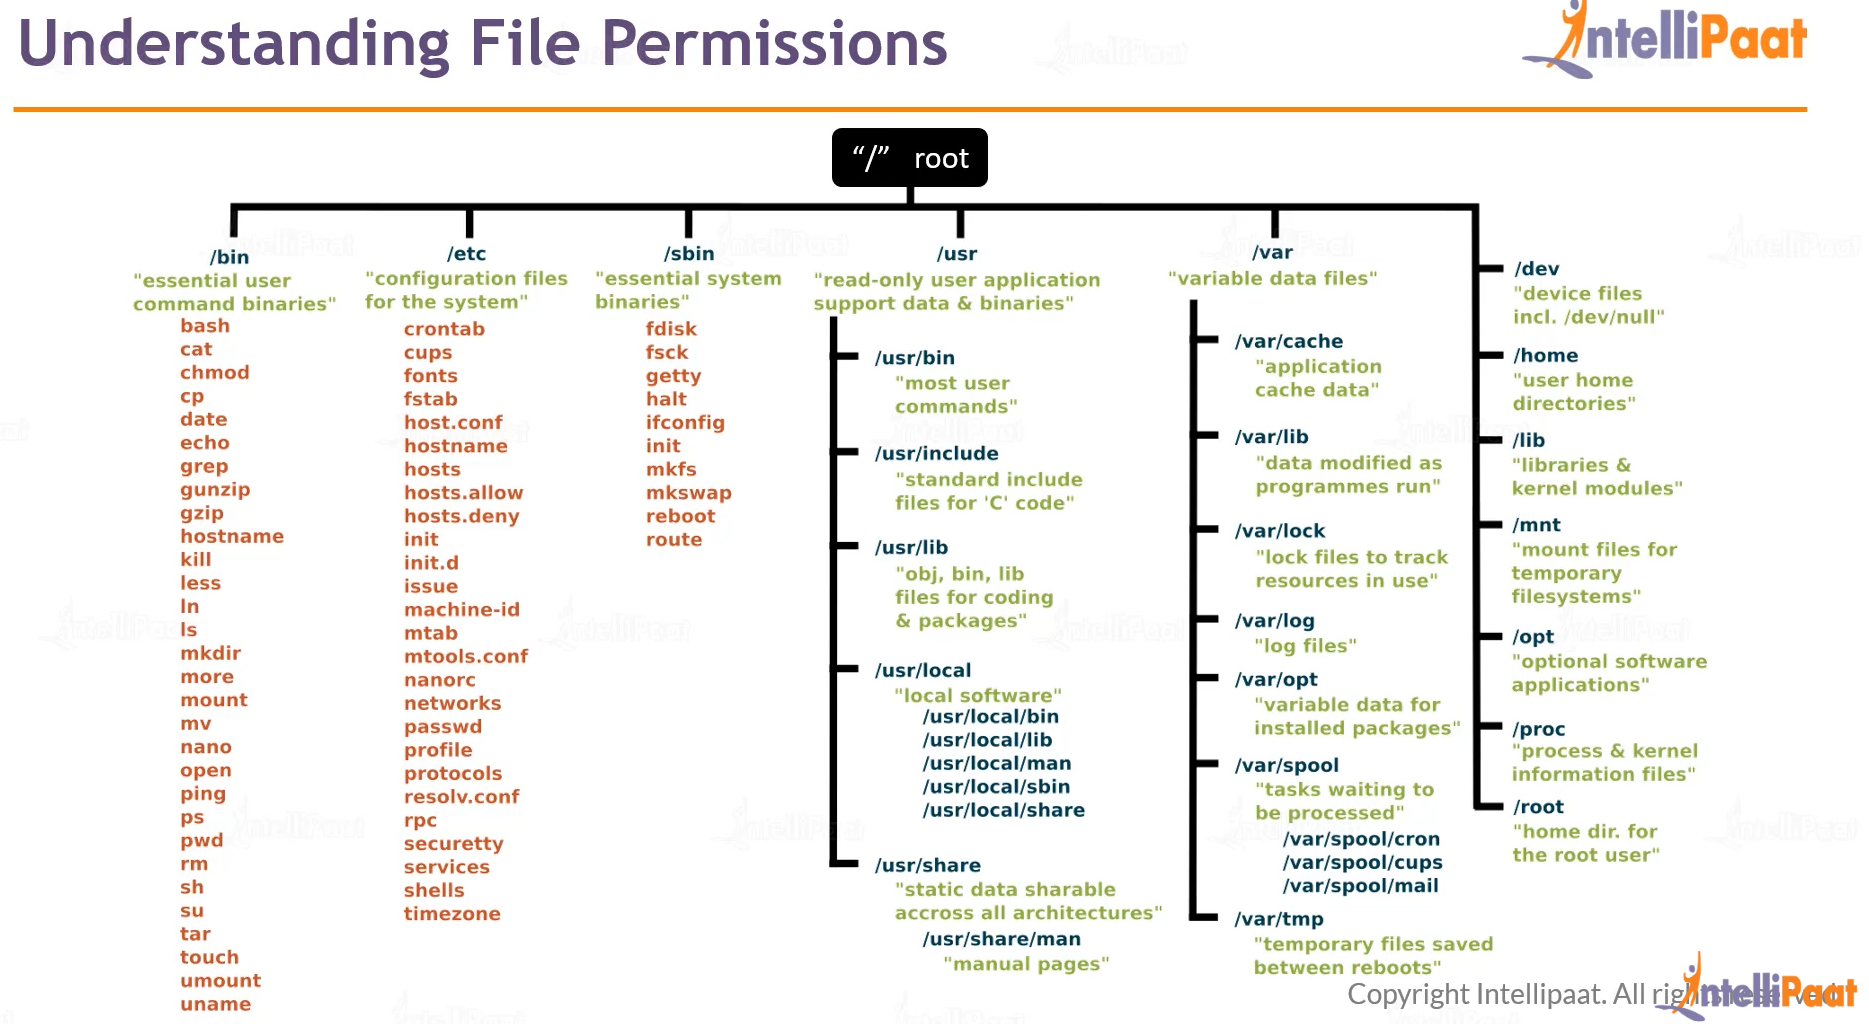 Understanding File Permissions
IntelliPaat
“/” root
/bin
"essential user
command binaries"
bash
cat
chmod
cp
date
echo
grep
gunzip
gzip
hostname
kill
less
ln
ls
mkdir
more
mount
mv
nano
open
ping
ps
pwd
rm
sh
su
tar
touch
umount
uname
/etc
"configuration files
for the system"
crontab
cups
fonts
fstab
host.conf
hostname
hosts
hosts.allow
hosts.deny
init
init.d
issue
machine-id
mtab
mtools.conf
nanorc
networks
passwd
profile
protocols
resolv.conf
rpc
securetty
services
shells
timezone
/sbin
"essential system
binaries"
fdisk
fsck
getty
halt
ifconfig
init
mkfs
mkswap
reboot
route
/usr
"read-only user application
support data & binaries"
/usr/bin
"most user
commands"
/usr/include
"standard include
files for 'C' code"
/usr/lib
"obj, bin, lib
files for coding
& packages"
/usr/local
"local software"
/usr/local/bin
/usr/local/lib
/usr/local/man
/usr/local/sbin
/usr/local/share
/usr/share
"static data sharable
accross all architectures"
/usr/share/man
"manual pages"
/var
"variable data files"
/var/cache
"application
cache data"
/var/lib
"data modified as
programmes run"
/var/lock
"lock files to track
resources in use"
/var/log
"log files"
/var/opt
"variable data for
installed packages"
/var/spool
"tasks waiting to
be processed"
/var/spool/cron
/var/spool/cups
/var/spool/mail
/var/tmp
"temporary files saved
between reboots"
/dev
"device files
incl. /dev/null"
/home
"user home
directories"
/lib
"libraries &
kernel modules"
/mnt
"mount files for
temporary
filesystems"
/opt
"optional software
applications"
/proc
"process & kernel
information files"
/root
"home dir. for
the root user"
Copyright Intellipaat. All rights
IntelliPaat